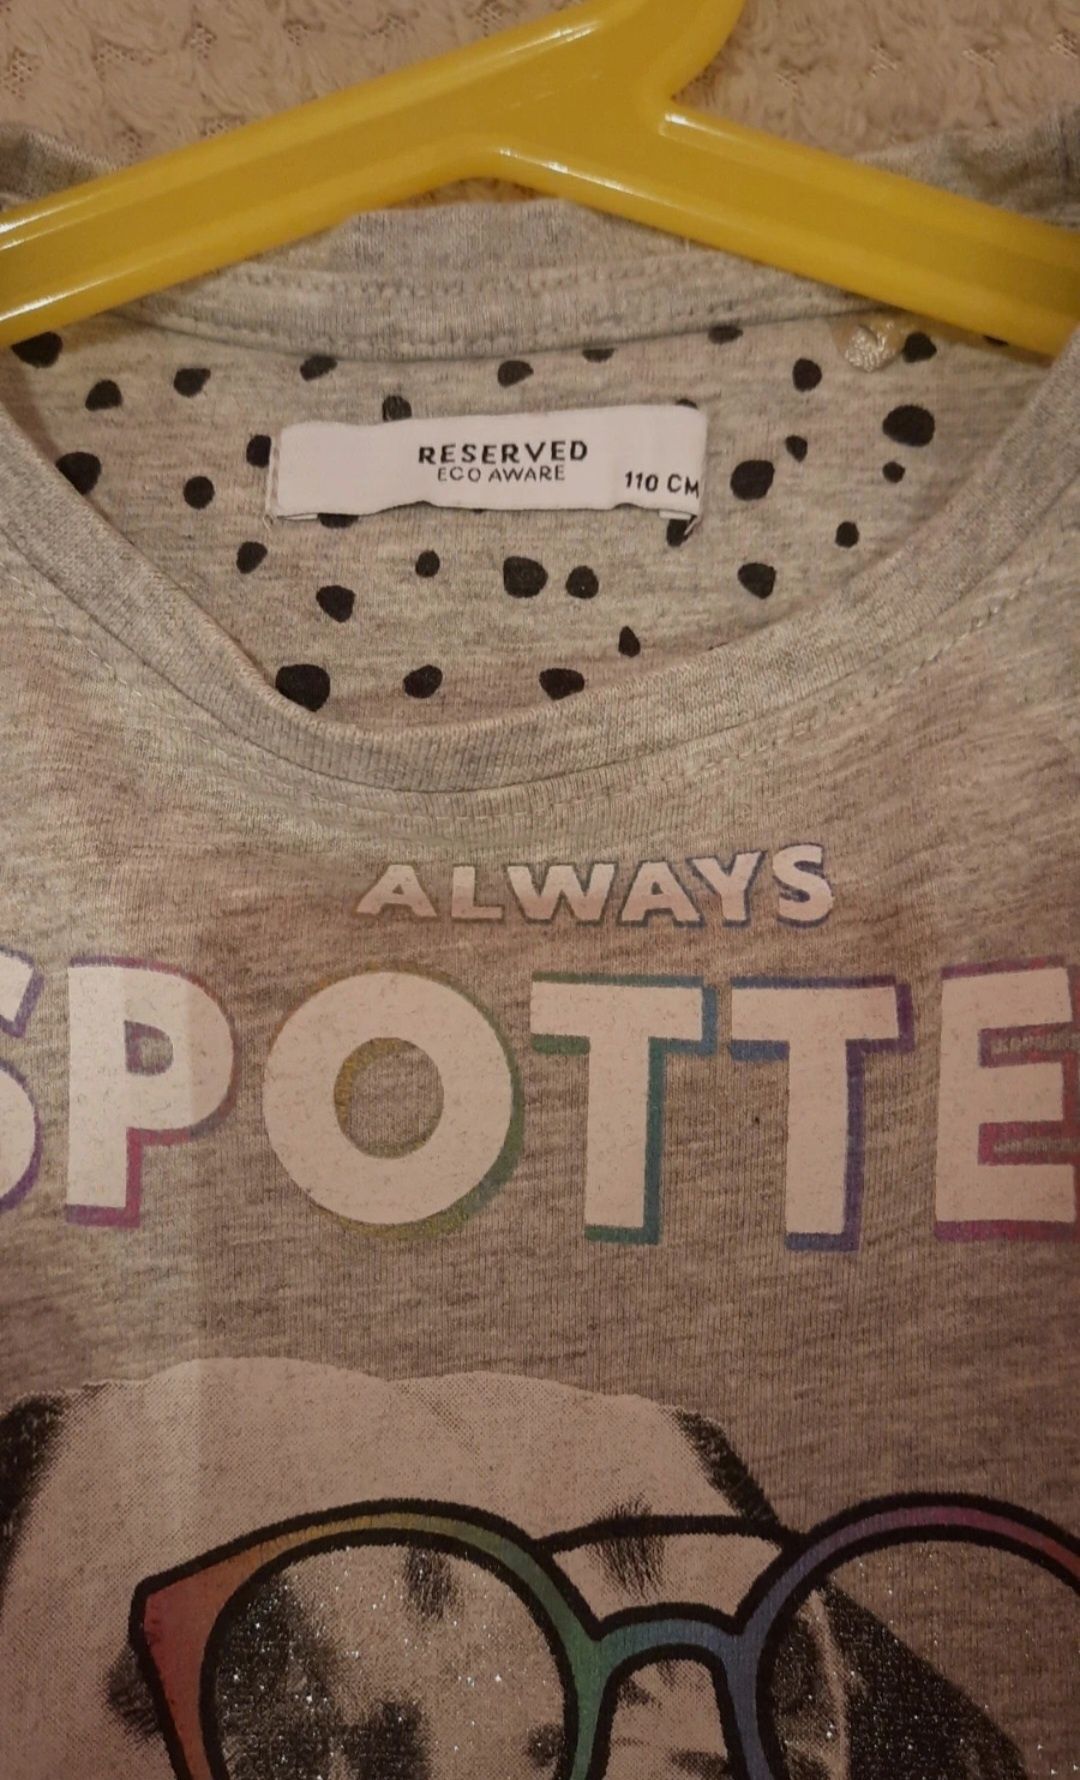 RESERVED
ECO AWARE
110 CM
ALWAYS
SPOTTE